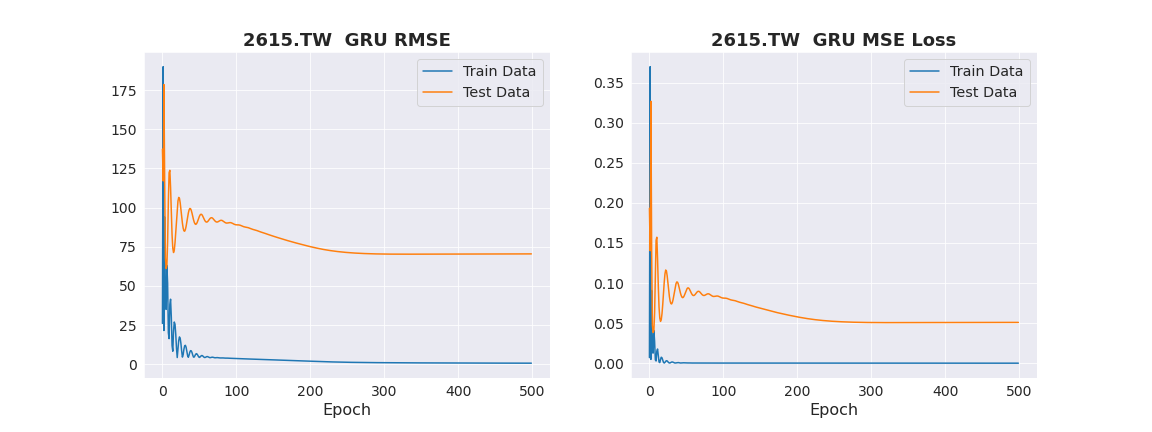 2615.TW  GRU RMSE
Train Data
Test Data
175
150
125
100
75
50
25
0
0 100 200 300 400 500
Epoch
2615.TW  GRU MSE Loss
Train Data
Test Data
0.35
0.30
0.25
0.20
0.15
0.10
0.05
0.00
0 100 200 300 400 500
Epoch